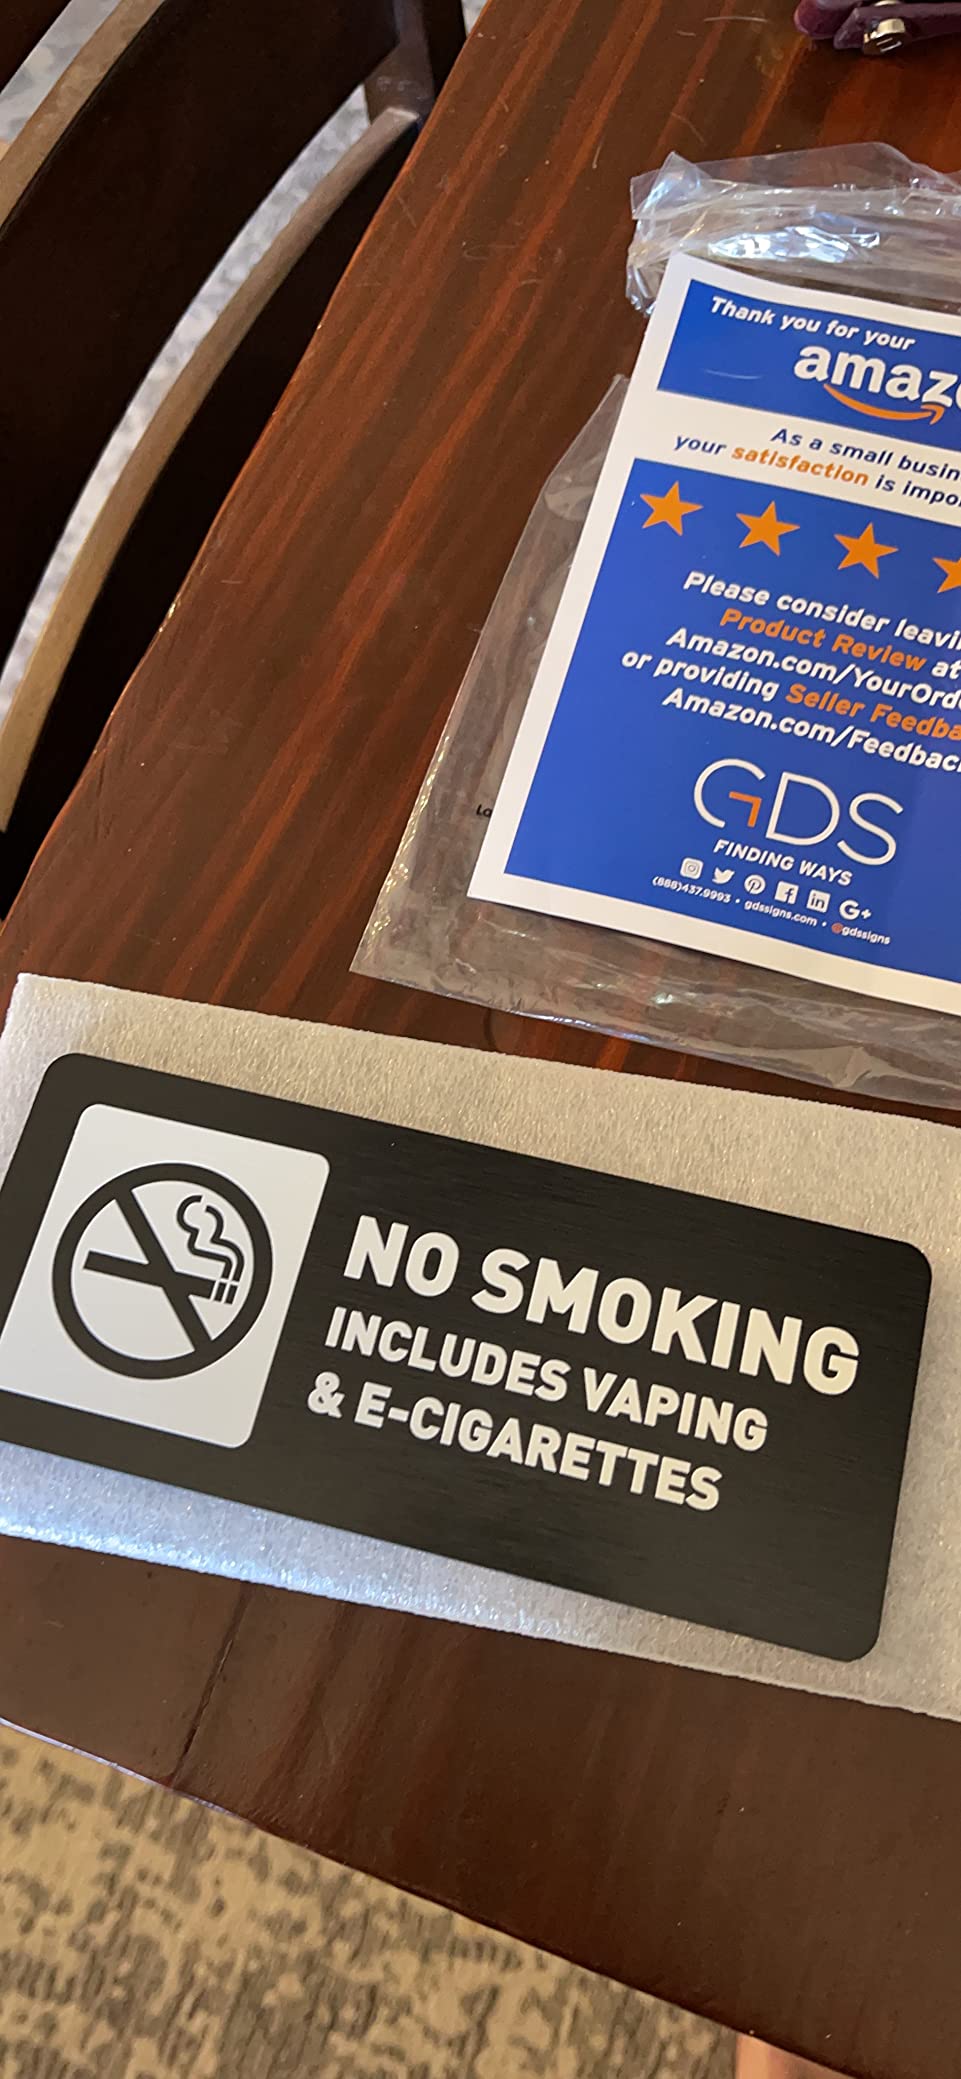 Thank you for your
amaz
As a small busin
your satisfaction is impo
Please consider leavi
Product Review at
Amazon.com/YourOrd
or providing Seller Feedba
Amazon.com/Feedbac
GDS
FINDING WAYS
G+
(888)437.9993 • gdssigns.com • @gdssigns
NO SMOKING
INCLUDES VAPING
& E-CIGARETTES